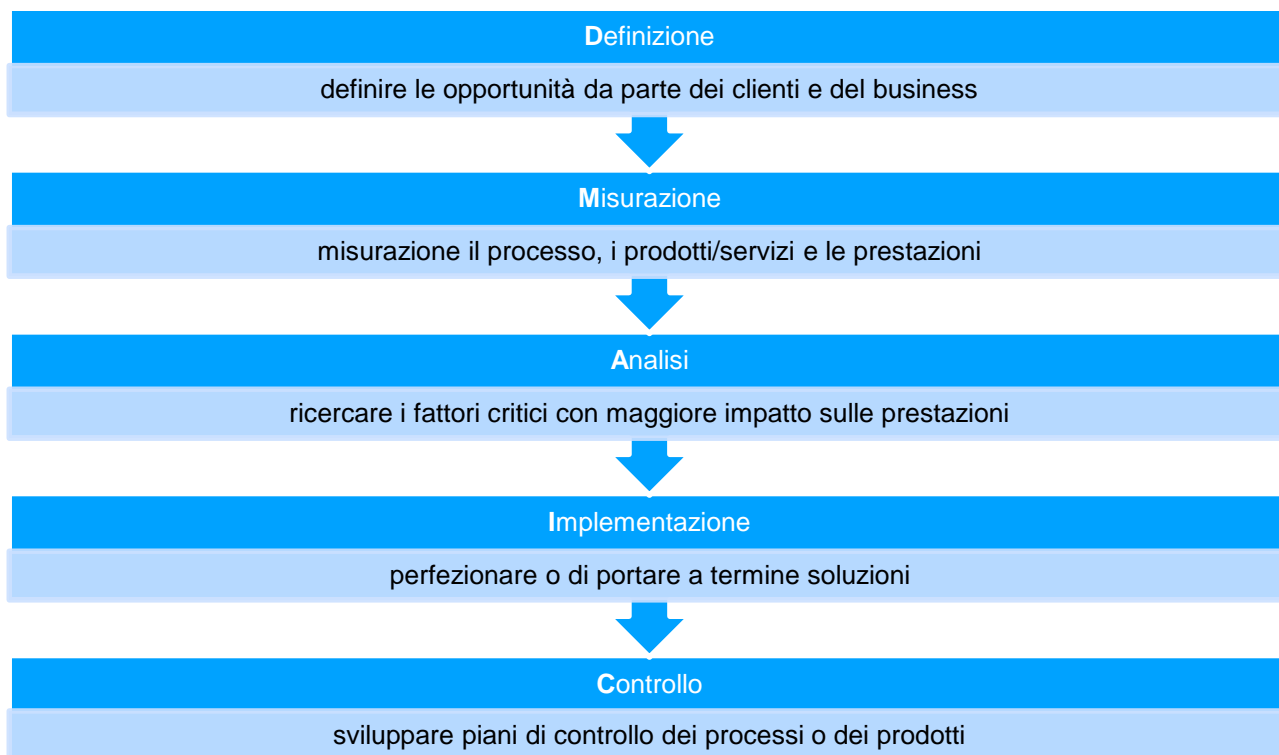 Definizione
definire le opportunità da parte dei clienti e del business
Misurazione
misurazione il processo, i prodotti/servizi e le prestazioni
Analisi
ricercare i fattori critici con maggiore impatto sulle prestazioni
Implementazione
perfezionare o di portare a termine soluzioni
Controllo
sviluppare piani di controllo dei processi o dei prodotti